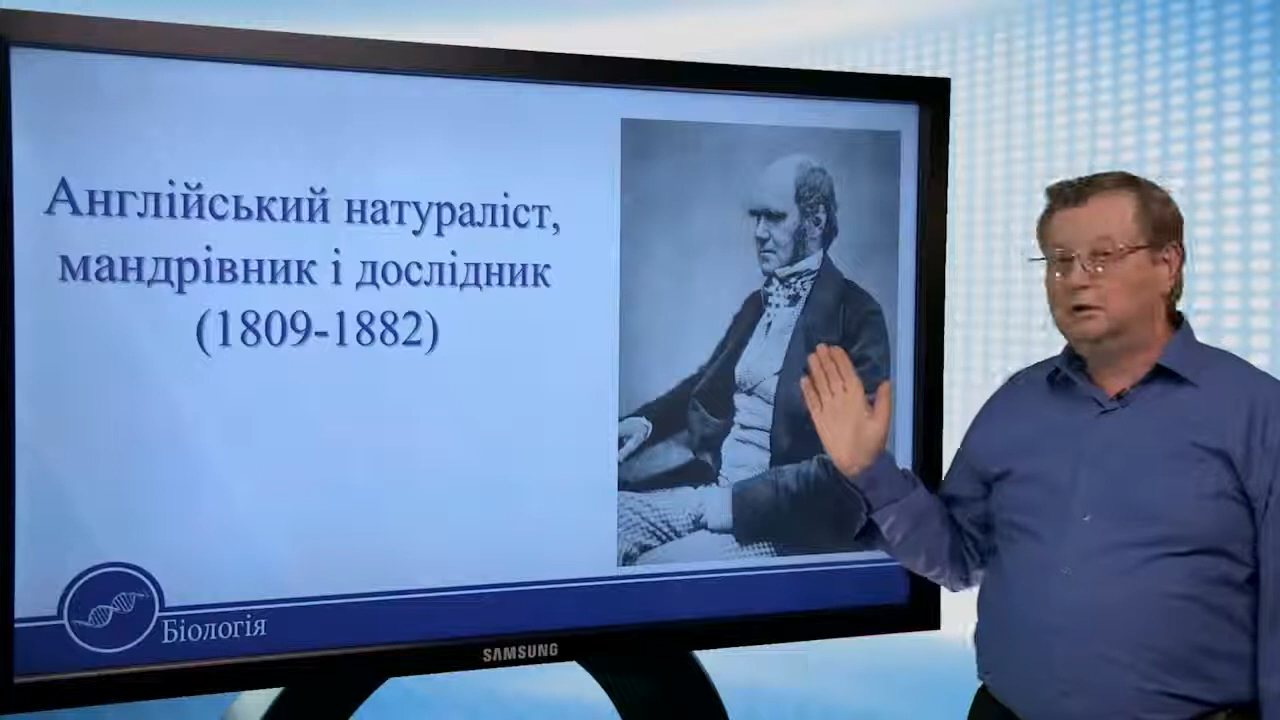 Англійський натураліст,
мандрівник і дослідник
(1809-1882)
Біологія
SAMSUNG